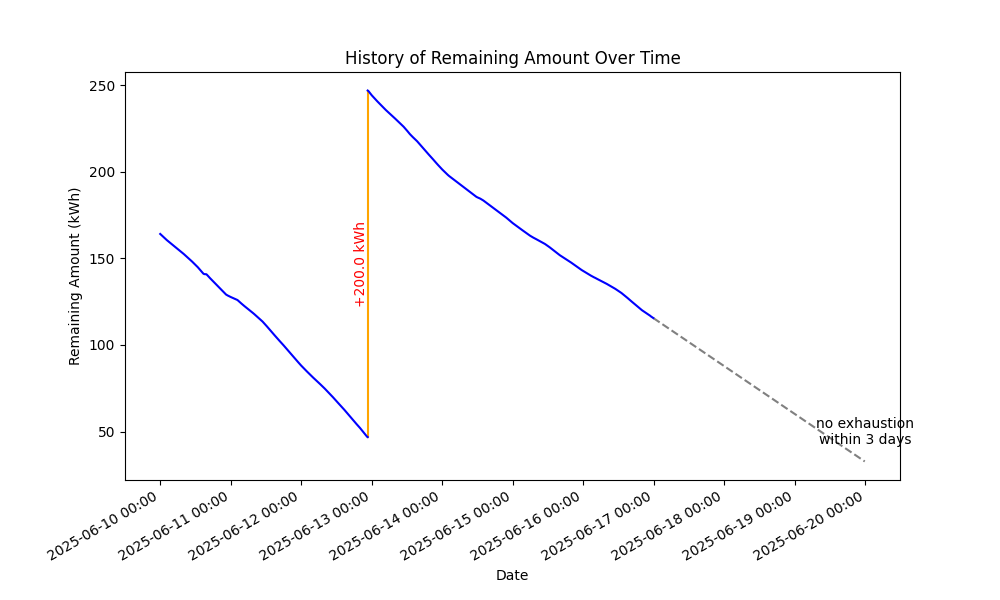 History of Remaining Amount Over Time
Remaining Amount (kWh)
250
200
150
100
50
+200.0 kWh
no exhaustion
within 3 days
2025-06-10 00:00
2025-06-11 00:00
2025-06-12 00:00
2025-06-13 00:00
2025-06-14 00:00
2025-06-15 00:00
2025-06-16 00:00
2025-06-17 00:00
2025-06-18 00:00
2025-06-19 00:00
2025-06-20 00:00
Date